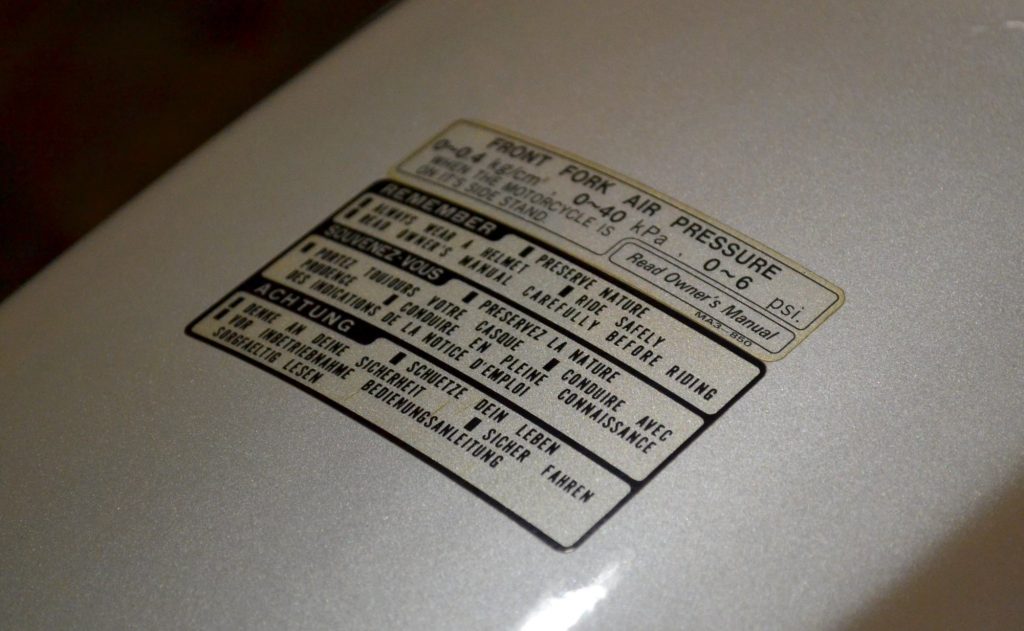 FRONT FORK AIR PRESSURE
0~0.4 kg/cm 0~40 kPa 0~6 psi.
WHEN THE MOTORCYCLE IS
ON IT'S SIDE STAND.
Read Owner's Manual
MA3-850
REMEMBER
ALWAYS WEAR A HELMET PRESERVE NATURE RIDE SAFELY
READ OWNER'S MANUAL CAREFULLY BEFORE RIDING
SOUVENEZ-VOUS
PORTEZ TOUJOURS VOTRE CASQUE PRESERVEZ LA NATURE CONDUIRE AVEC
PRUDENCE CONDUIRE EN PLEINE CONNAISSANCE
DES INDICATIONS DE LA NOTICE D'EMPLOI
ACHTUNG
DENKE AN DEINE SICHERHEIT SCHUETZE DEIN LEBEN SICHER FAHREN
VOR INBETRIEBNAHME BEDIENUNGSANLEITUNG
SORGFAELTIG LESEN